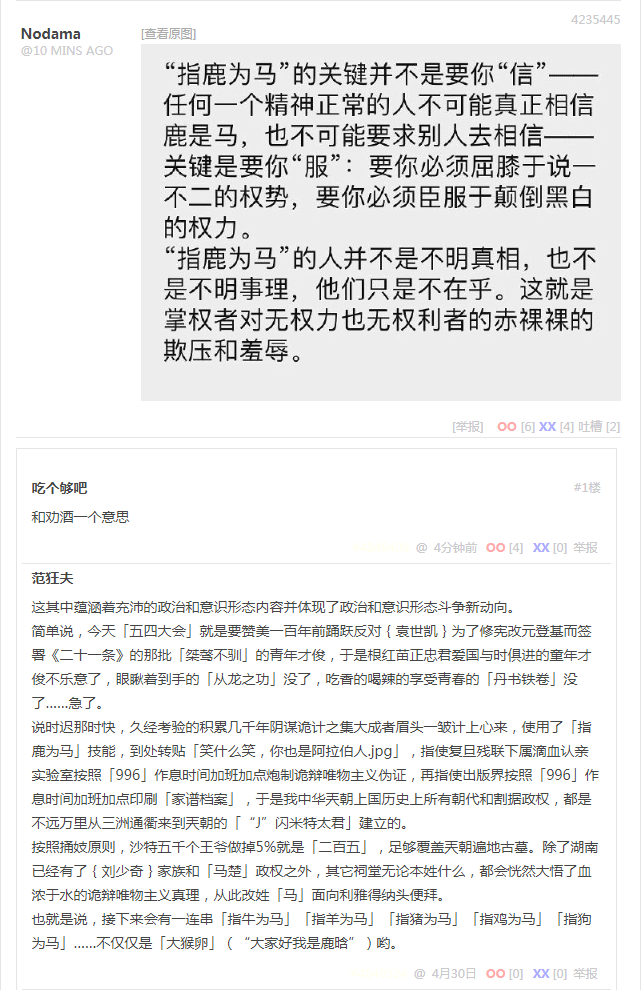 4235445
Nodama
[查看原图]
@10 MINS AGO
“指鹿为马”的关键并不是要你“信”——
任何一个精神正常的人不可能真正相信
鹿是马，也不可能要求别人去相信——
关键是要你“服”：要你必须屈膝于说一
不二的权势，要你必须臣服于颠倒黑白
的权力。
“指鹿为马”的人并不是不明真相，也不
是不明事理，他们只是不在乎。这就是
掌权者对无权力也无权利者的赤裸裸的
欺压和羞辱。
[举报] OO [6] XX [4] 吐槽 [2]
吃个够吧 #1楼
和劝酒一个意思
@ 4分钟前 OO [4] XX [0] 举报
范狂夫
这其中蕴涵着充沛的政治和意识形态内容并体现了政治和意识形态斗争新动向。
简单说，今天「五四大会」就是要赞美一百年前踊跃反对｛袁世凯｝为了修宪改元登基而签
署《二十一条》的那批「桀骜不驯」的青年才俊，于是根红苗正忠君爱国与时俱进的童年才
俊不乐意了，眼瞅着到手的「从龙之功」没了，吃香的喝辣的享受青春的「丹书铁卷」没
了......急了。
说时迟那时快，久经考验的积累几千年阴谋诡计之集大成者眉头一皱计上心来，使用了「指
鹿为马」技能，到处转贴「笑什么笑，你也是阿拉伯人.jpg」，指使复旦残联下属滴血认亲
实验室按照「996」作息时间加班加点炮制诡辩唯物主义伪证，再指使出版界按照「996」作
息时间加班加点印刷「家谱档案」，于是我中华天朝上国历史上所有朝代和割据政权，都是
不远万里从三洲通衢来到天朝的「“J”闪米特太君」建立的。
按照捅妓原则，沙特五千个王爷做掉5%就是「二百五」，足够覆盖天朝遍地古墓。除了湖南
已经有了｛刘少奇｝家族和「马楚」政权之外，其它祠堂无论本姓什么，都会恍然大悟了血
浓于水的诡辩唯物主义真理，从此改姓「马」面向利雅得纳头便拜。
也就是说，接下来会有一连串「指牛为马」「指羊为马」「指猪为马」「指鸡为马」「指狗
为马」......不仅仅是「大猴卵」（“大家好我是鹿晗”）哟。
@ 4月30日 OO [0] XX [0] 举报